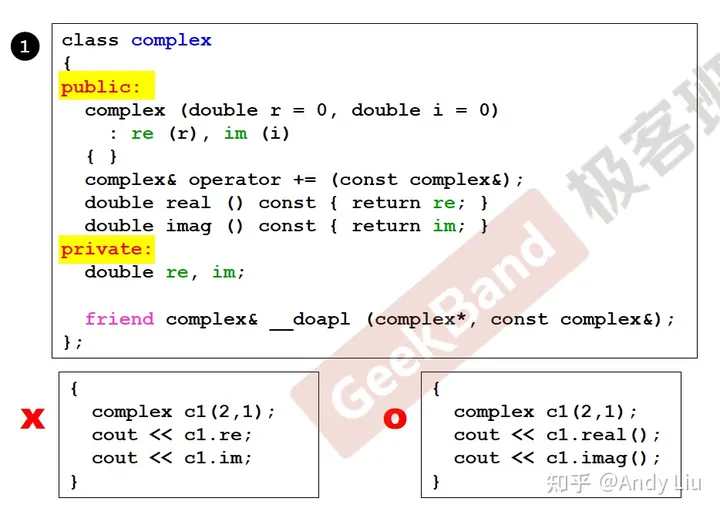 1
class complex
{
public:
complex (double r = 0, double i = 0)
: re (r), im (i)
{ }
complex& operator += (const complex&);
double real () const { return re; }
double imag () const { return im; }
private:
double re, im;
friend complex& __doapl (complex*, const complex&);
};
极客班
GeekBand
X
{
complex c1(2,1);
cout << c1.re;
cout << c1.im;
}
O
{
complex c1(2,1);
cout << c1.real();
cout << c1.imag();
}
知乎 @Andy Liu